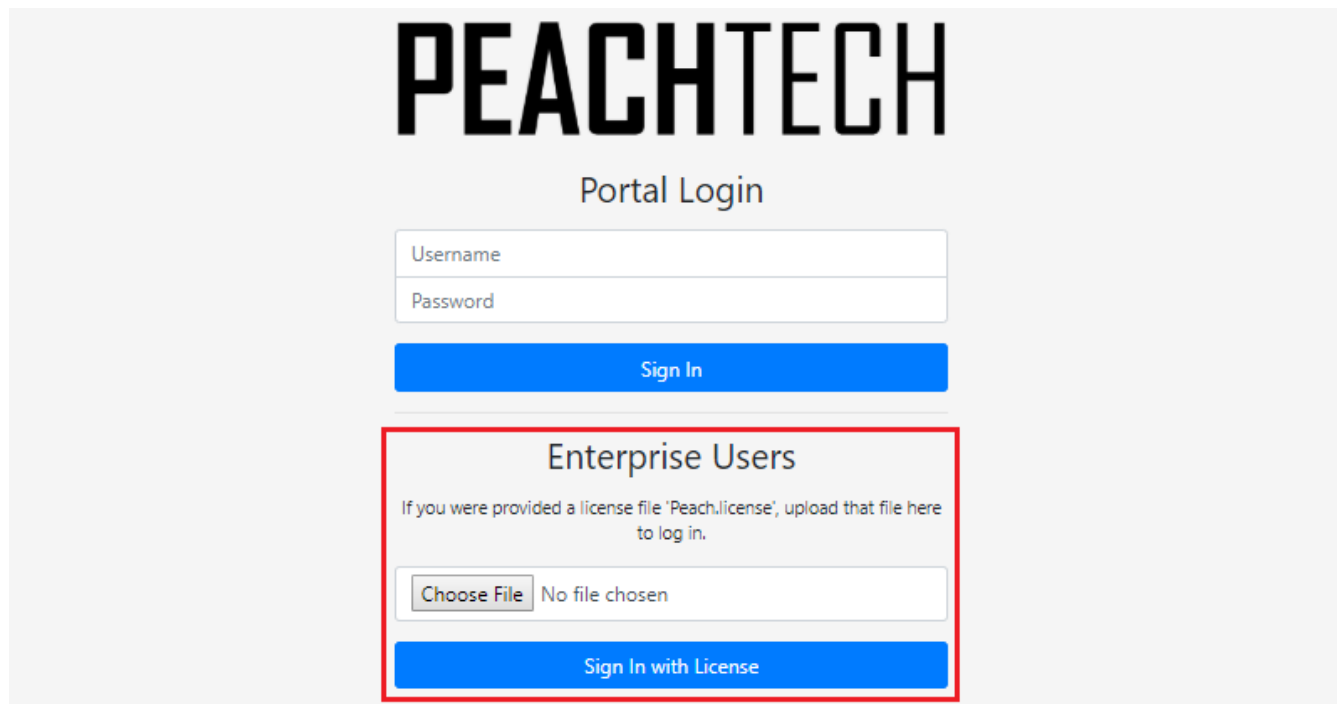 PEACHTECH
Portal Login
Username
Password
Sign In
Enterprise Users
If you were provided a license file 'Peach.license', upload that file here
to log in.
Choose File No file chosen
Sign In with License